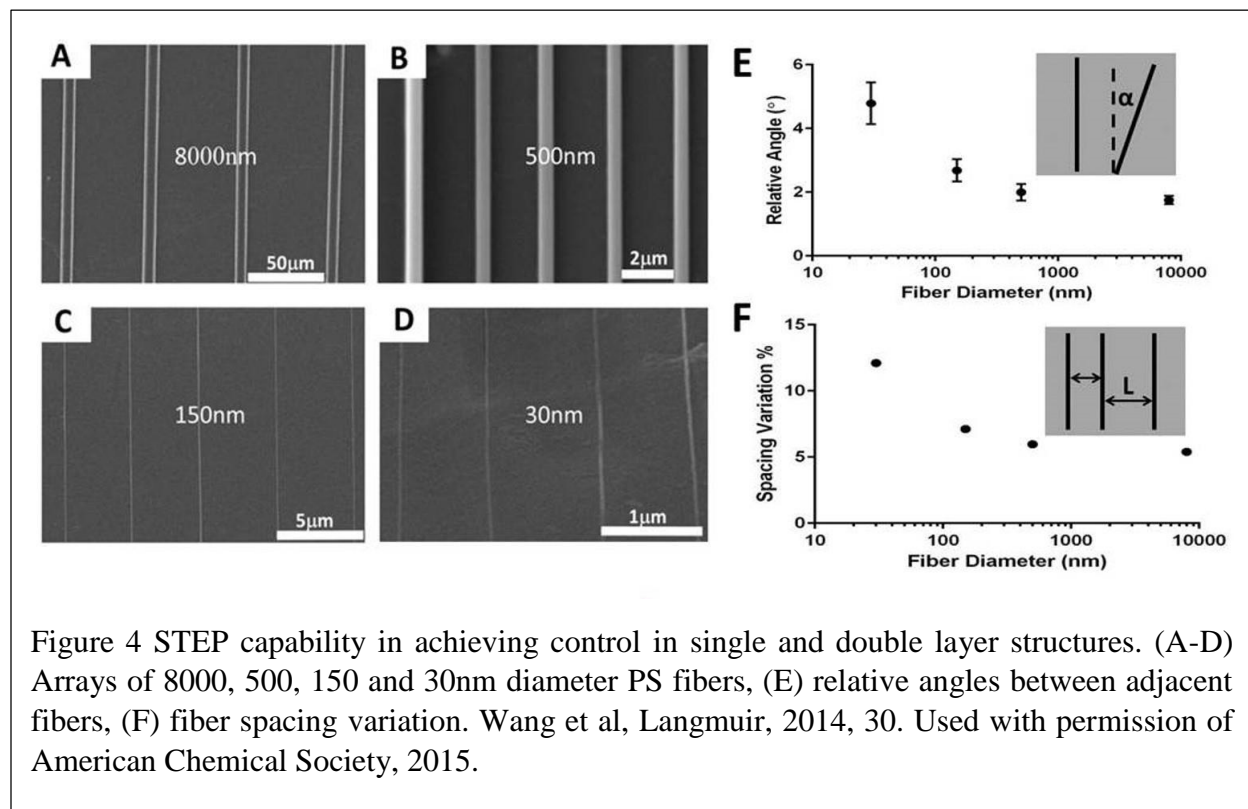 A
8000nm
50μm
B
500nm
2μm
C
150nm
5μm
D
30nm
1μm
E
6
4
2
0
Relative Angle (°)
α
10 100 1000 10000
Fiber Diameter (nm)
F
15
10
5
0
Spacing Variation %
L
10 100 1000 10000
Fiber Diameter (nm)
Figure 4 STEP capability in achieving control in single and double layer structures. (A-D)
Arrays of 8000, 500, 150 and 30nm diameter PS fibers, (E) relative angles between adjacent
fibers, (F) fiber spacing variation. Wang et al, Langmuir, 2014, 30. Used with permission of
American Chemical Society, 2015.